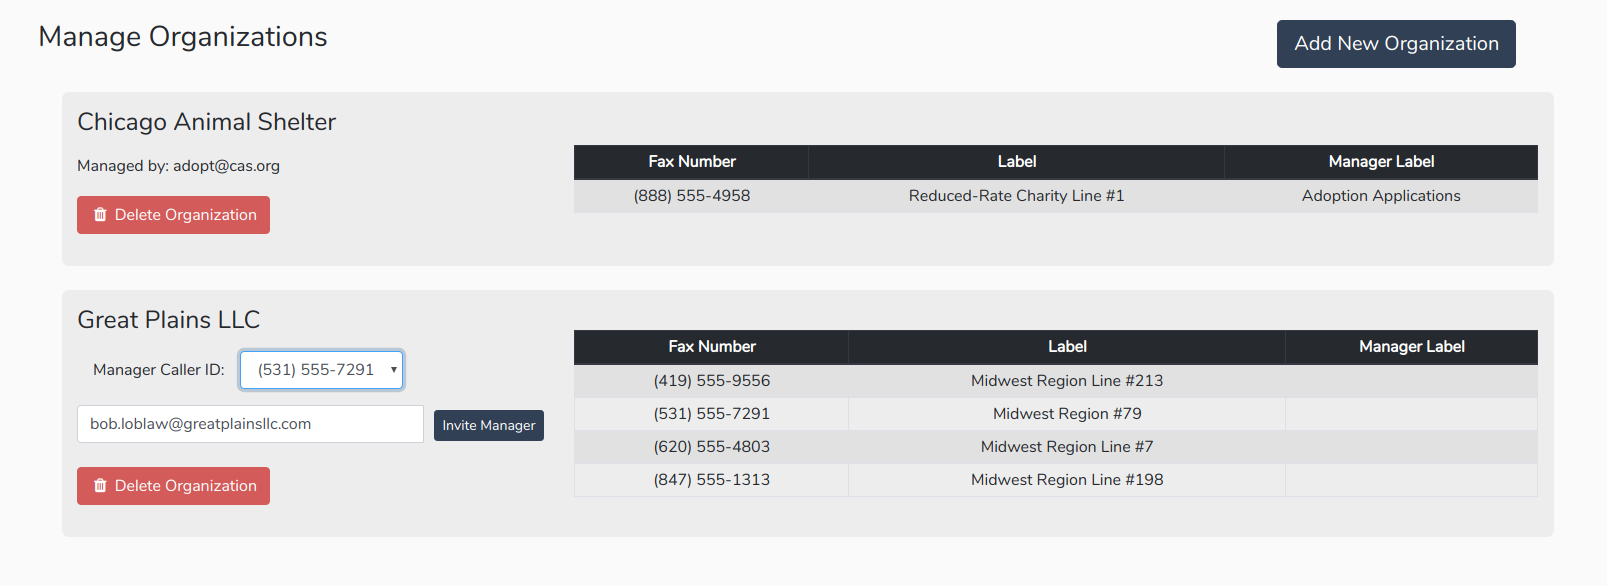 Manage Organizations
Add New Organization
Chicago Animal Shelter
Managed by: adopt@cas.org
Delete Organization
Fax Number Label Manager Label
(888) 555-4958 Reduced-Rate Charity Line #1 Adoption Applications
Great Plains LLC
Manager Caller ID: (531) 555-7291
bob.loblaw@greatplainsllc.com Invite Manager
Delete Organization
Fax Number Label Manager Label
(419) 555-9556 Midwest Region Line #213
(531) 555-7291 Midwest Region #79
(620) 555-4803 Midwest Region Line #7
(847) 555-1313 Midwest Region Line #198